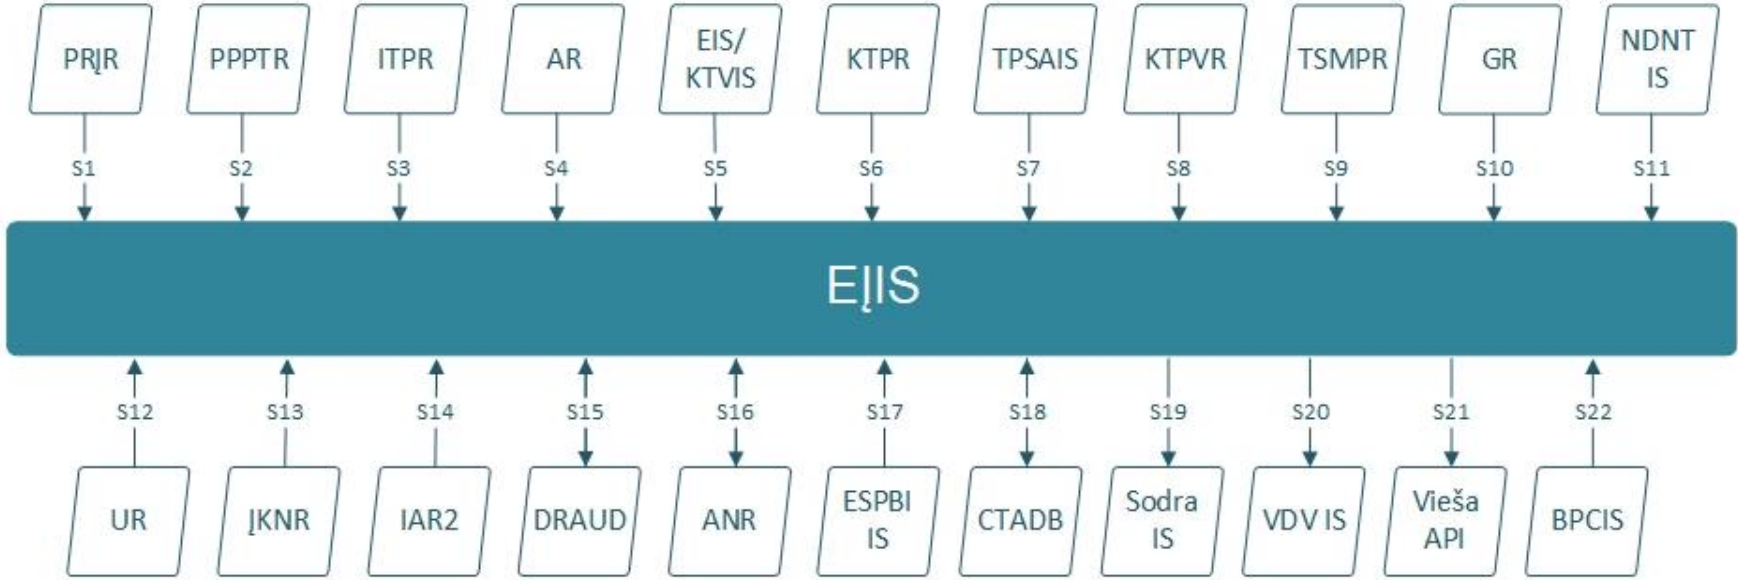 PRĮR
PPPTR
ITPR
AR
EIS/
KTVIS
KTPR
TPSAIS
KTPVR
TSMPR
GR
NDNT
IS
S1
S2
S3
S4
S5
S6
S7
S8
S9
S10
S11
EĮIS
S12
S13
S14
S15
S16
S17
S18
S19
S20
S21
S22
UR
ĮKNR
IAR2
DRAUD
ANR
ESPBI
IS
CTADB
Sodra
IS
VDV IS
Vieša
API
BPCIS